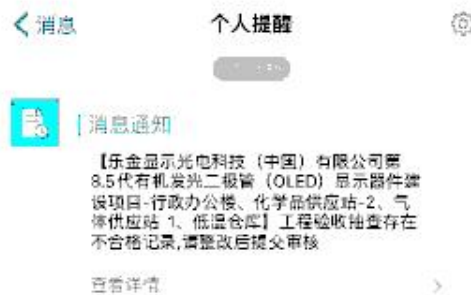 消息
个人提醒
消息通知
【乐金显示光电科技（中国）有限公司第
8.5代有机发光二极管（OLED）显示器件建
设项目-行政办公楼、化学品供应站-2、气
体供应站-1、低温仓库】工程验收抽查存在
不合格记录,请整改后提交审核
查看详情